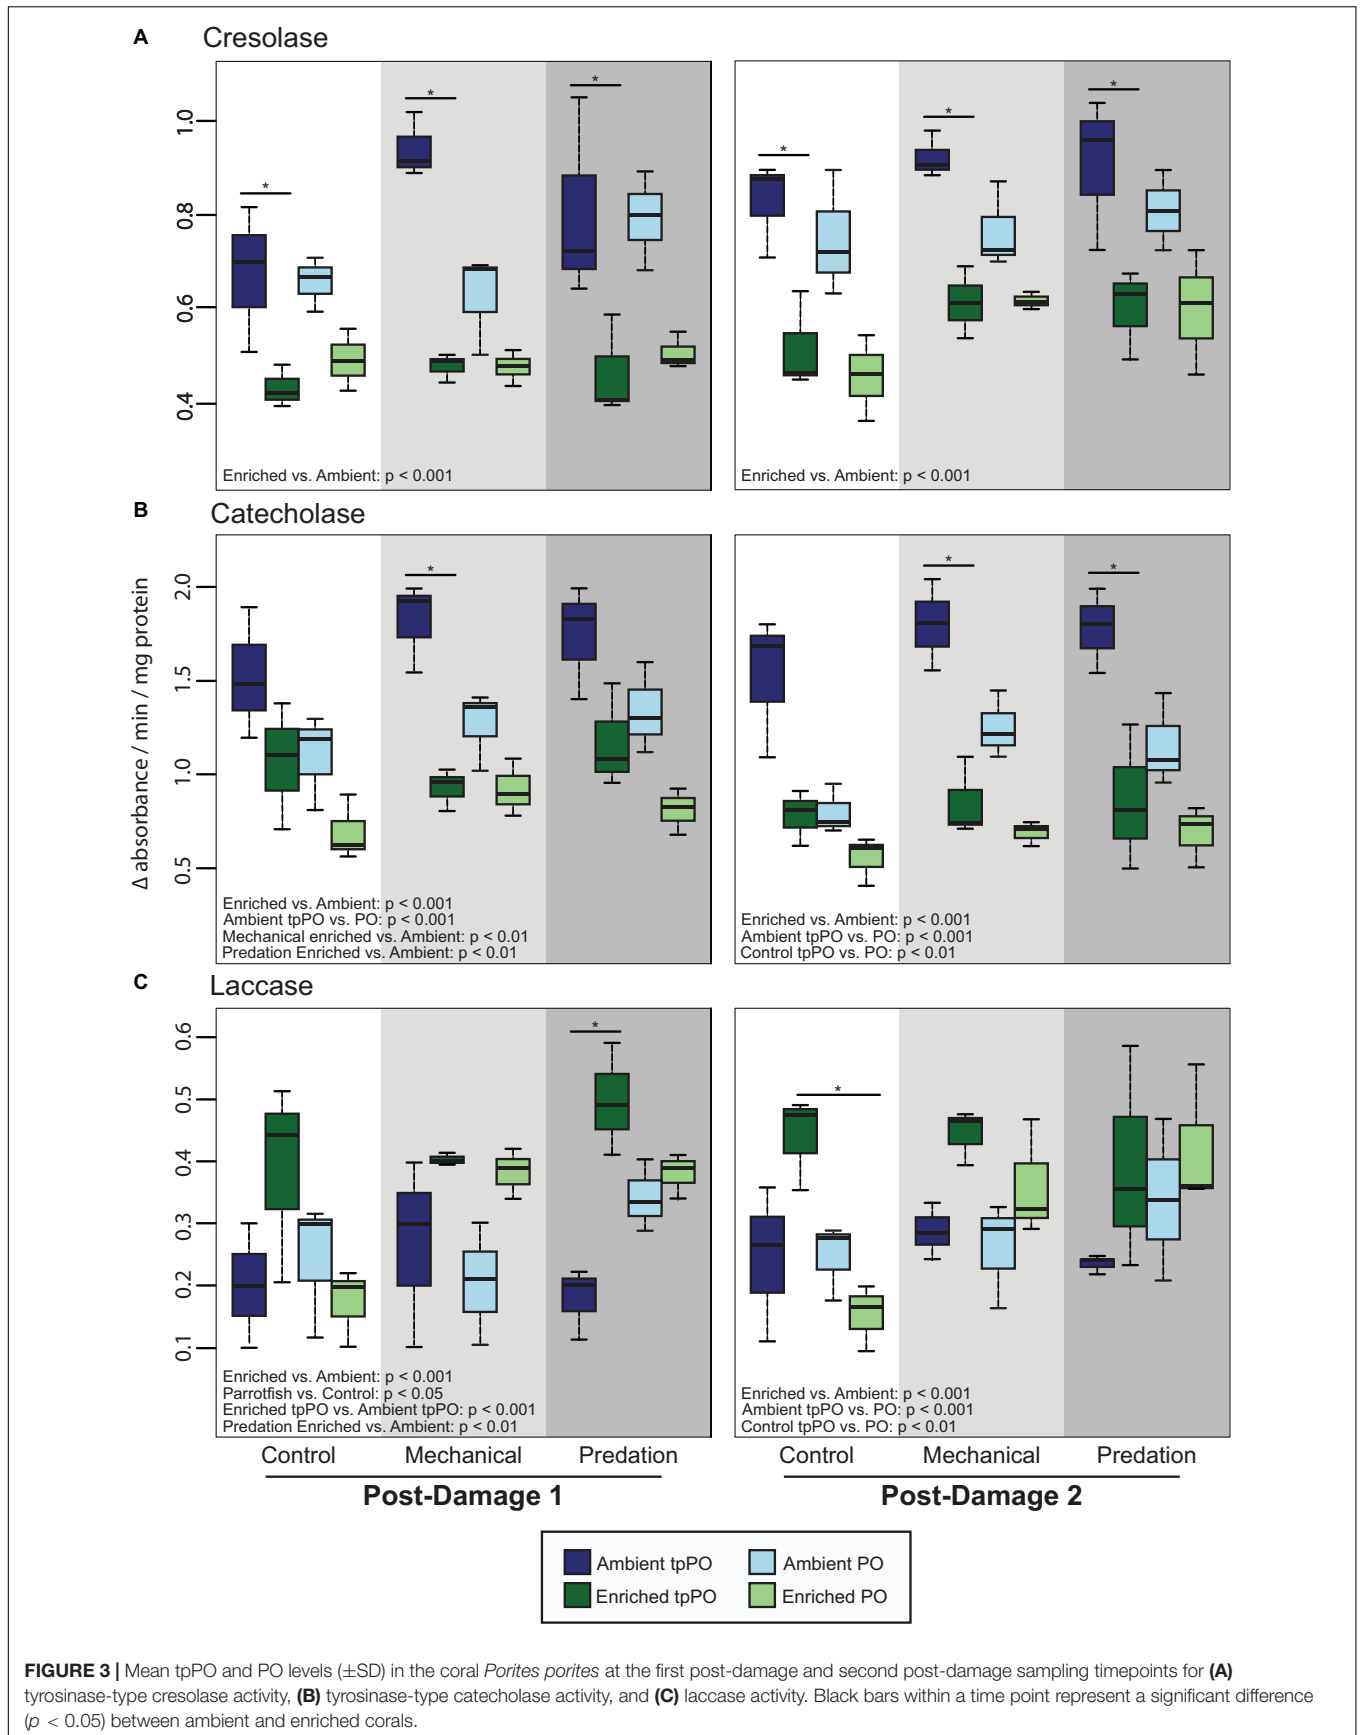 A Cresolase
1.0
0.8
0.6
0.4
* * * * * *
Enriched vs. Ambient: p < 0.001
Enriched vs. Ambient: p < 0.001
B Catecholase
Δ absorbance / min / mg protein
2.0
1.5
1.0
0.5
* * *
Enriched vs. Ambient: p < 0.001
Ambient tpPO vs. PO: p < 0.001
Mechanical enriched vs. Ambient: p < 0.01
Predation Enriched vs. Ambient: p < 0.01
Enriched vs. Ambient: p < 0.001
Ambient tpPO vs. PO: p < 0.001
Control tpPO vs. PO: p < 0.01
C Laccase
0.6
0.5
0.4
0.3
0.2
0.1
* *
Enriched vs. Ambient: p < 0.001
Parrotfish vs. Control: p < 0.05
Enriched tpPO vs. Ambient tpPO: p < 0.001
Predation Enriched vs. Ambient: p < 0.01
Enriched vs. Ambient: p < 0.001
Ambient tpPO vs. PO: p < 0.001
Control tpPO vs. PO: p < 0.01
Control Mechanical Predation Control Mechanical Predation
Post-Damage 1 Post-Damage 2
Ambient tpPO Ambient PO
Enriched tpPO Enriched PO
FIGURE 3 | Mean tpPO and PO levels (±SD) in the coral Porites porites at the first post-damage and second post-damage sampling timepoints for (A)
tyrosinase-type cresolase activity, (B) tyrosinase-type catecholase activity, and (C) laccase activity. Black bars within a time point represent a significant difference
(p < 0.05) between ambient and enriched corals.